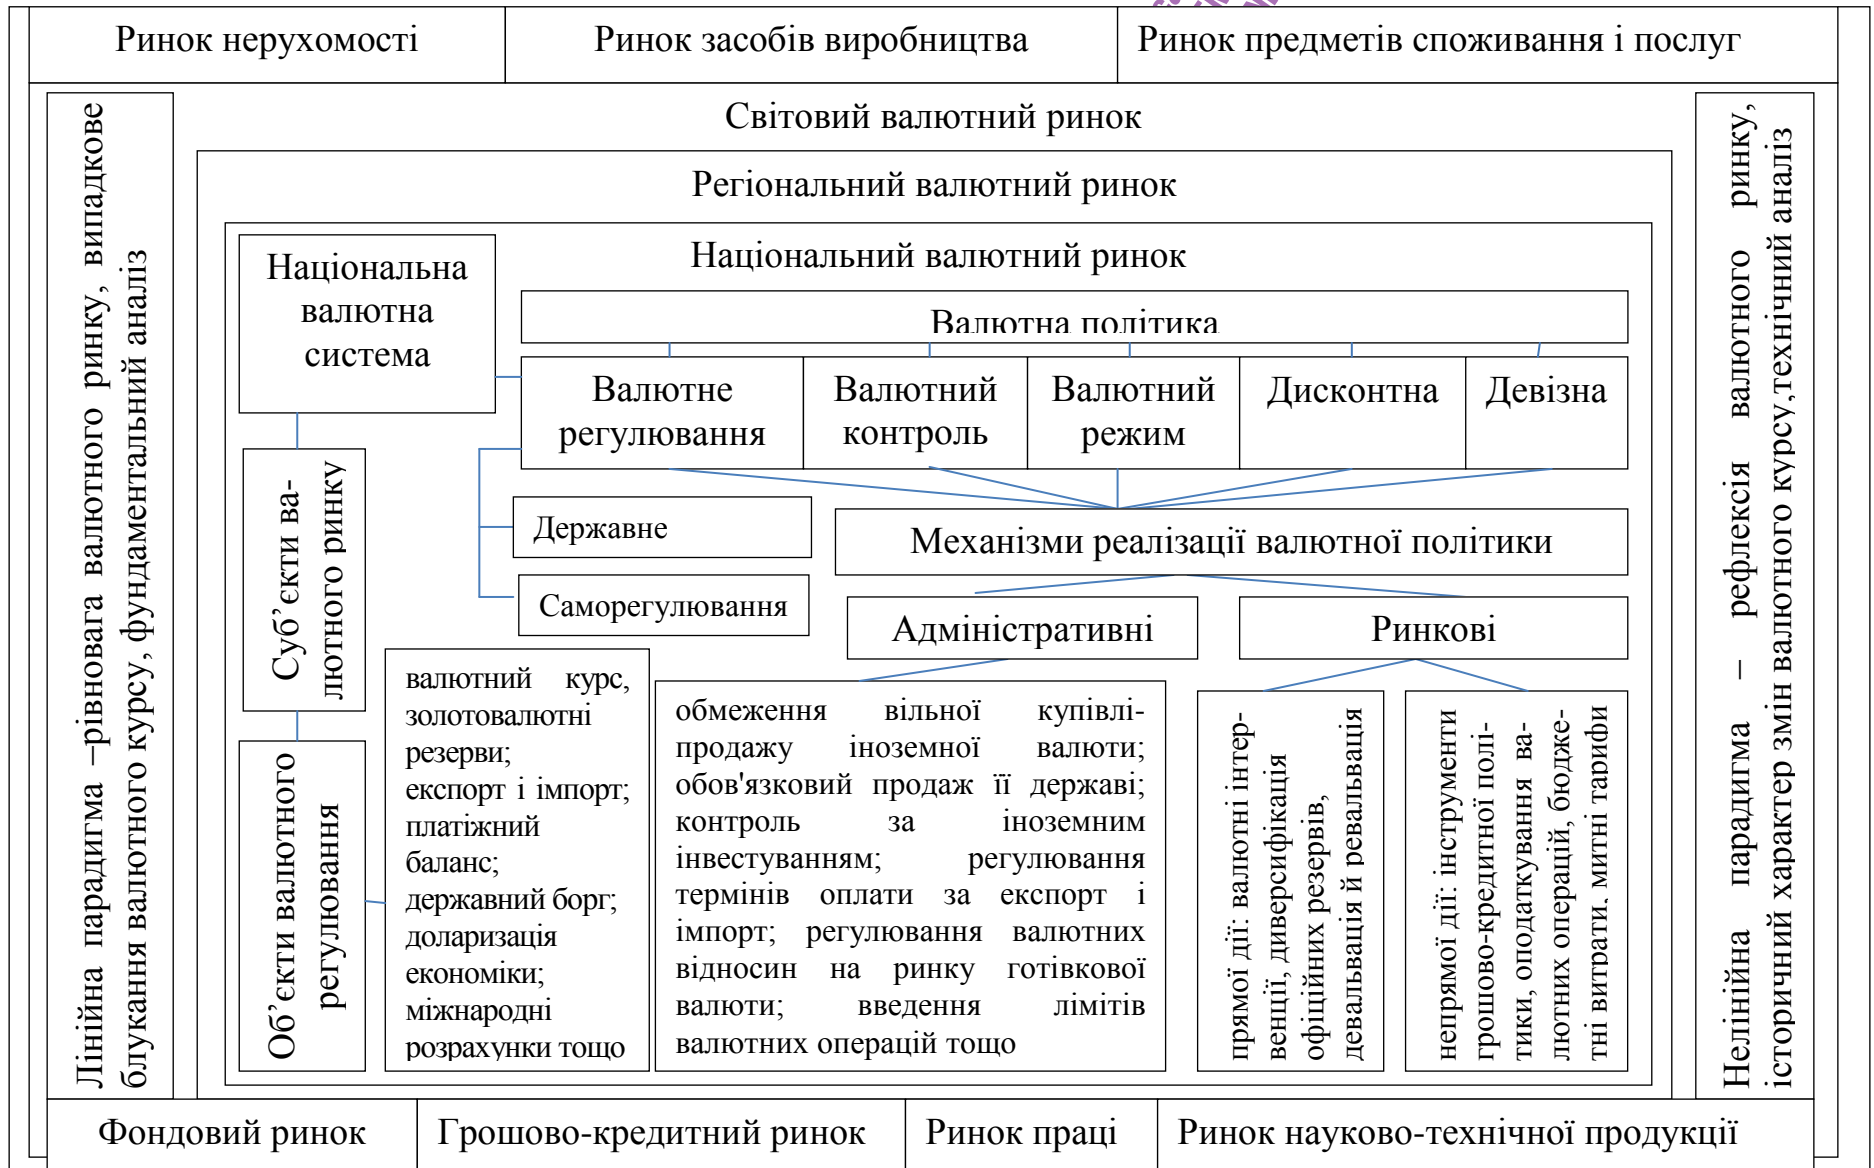 Ринок нерухомості
Ринок засобів виробництва
Ринок предметів споживання і послуг
Лінійна парадигма –рівновага валютного ринку, випадкове
блукання валютного курсу, фундаментальний аналіз
Світовий валютний ринок
Регіональний валютний ринок
Національний валютний ринок
Національна
валютна
система
Валютна політика
Валютне
регулювання
Валютний
контроль
Валютний
режим
Дисконтна
Девізна
Суб’єкти ва-
лютного ринку
Державне
Саморегулювання
Механізми реалізації валютної політики
Адміністративні
Ринкові
Об’єкти валютного
регулювання
валютний курс,
золотовалютні
резерви;
експорт і імпорт;
платіжний
баланс;
державний борг;
доларизація
економіки;
міжнародні
розрахунки тощо
обмеження вільної купівлі-
продажу іноземної валюти;
обов'язковий продаж її державі;
контроль за іноземним
інвестуванням; регулювання
термінів оплати за експорт і
імпорт; регулювання валютних
відносин на ринку готівкової
валюти; введення лімітів
валютних операцій тощо
прямої дії: валютні інтер-
венції, диверсифікація
офіційних резервів,
девальвація й ревальвація
непрямої дії: інструменти
грошово-кредитної полі-
тики, оподаткування ва-
лютних операцій, бюдже-
тні витрати, митні тарифи
Нелінійна парадигма – рефлексія валютного ринку,
історичний характер змін валютного курсу,технічний аналіз
Фондовий ринок
Грошово-кредитний ринок
Ринок праці
Ринок науково-технічної продукції